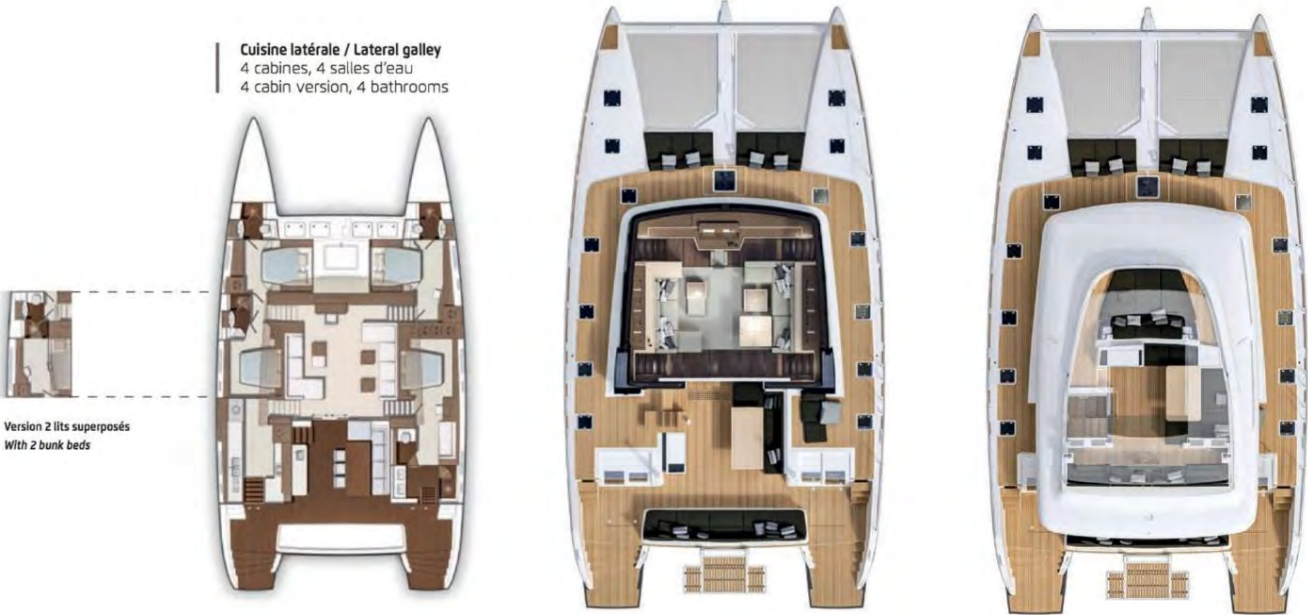 Cuisine latérale / Lateral galley
4 cabines, 4 salles d'eau
4 cabin version, 4 bathrooms
Version 2 lits superposés
With 2 bunk beds